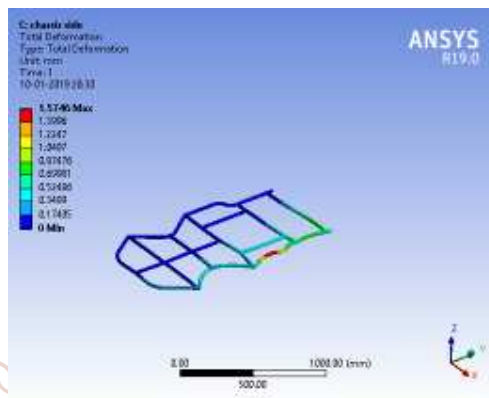 C: chassis side
Total Deformation
Type: Total Deformation
Unit: mm
Time: 1
ANSYS
R19.0
1.5746 Max
1.3996
1.2247
1.0497
0.87476
0.69981
0.52486
0.3499
0 Min
0.00
1000.00 (mm)
500.00
Z
Y
X